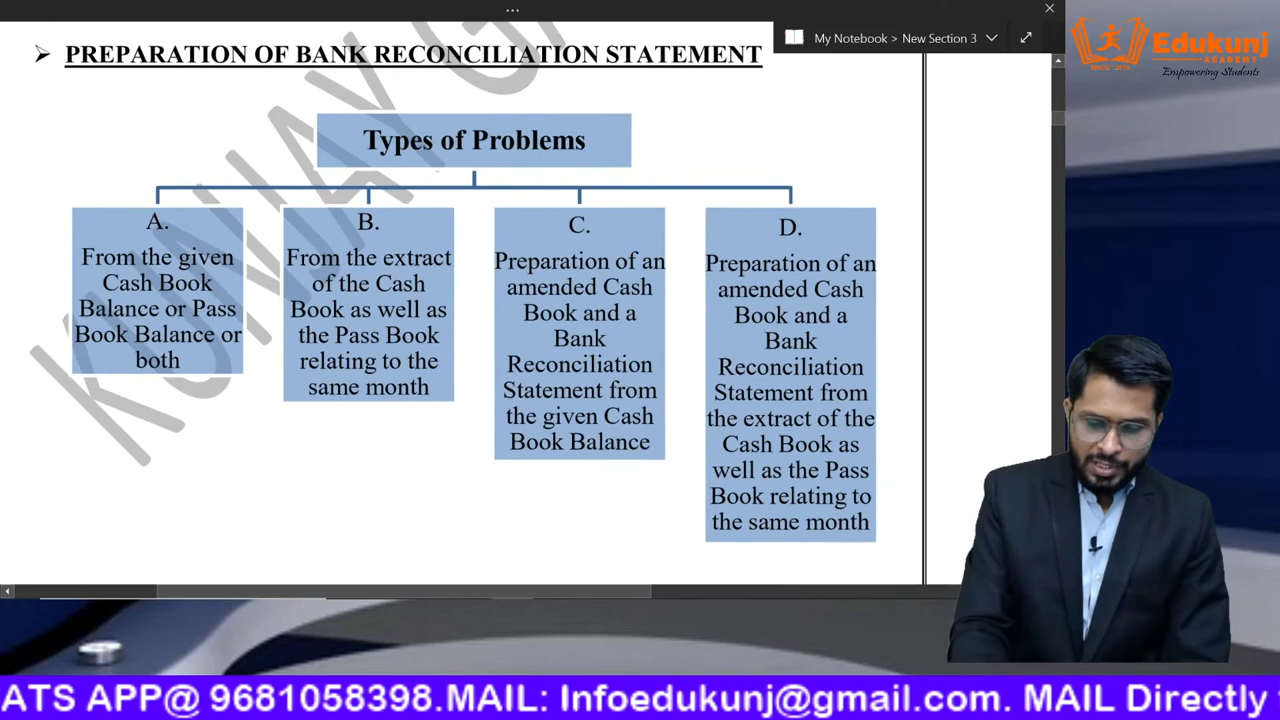 ➢ PREPARATION OF BANK RECONCILIATION STATEMENT
My Notebook > New Section 3
Edukunj
ACADEMY
SINCE - 2018
Empowering Students
Types of Problems
A.
From the given
Cash Book
Balance or Pass
Book Balance or
both
B.
From the extract
of the Cash
Book as well as
the Pass Book
relating to the
same month
C.
Preparation of an
amended Cash
Book and a
Bank
Reconciliation
Statement from
the given Cash
Book Balance
D.
Preparation of an
amended Cash
Book and a
Bank
Reconciliation
Statement from
the extract of the
Cash Book as
well as the Pass
Book relating to
the same month
KUNJAY G
ATS APP@ 9681058398.MAIL: Infoedukunj@gmail.com. MAIL Directly